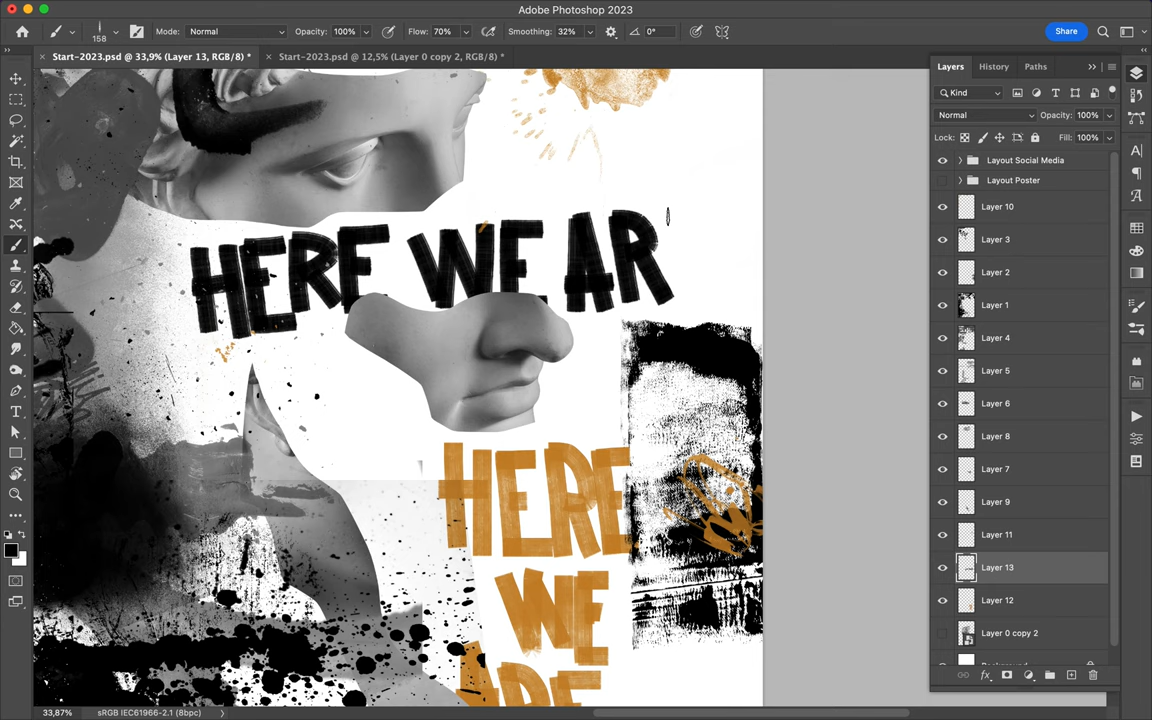 Adobe Photoshop 2023
158
Mode: Normal Opacity: 100% Flow: 70% Smoothing: 32% 0° Share
Start-2023.psd @ 33,9% (Layer 13, RGB/8) * Start-2023.psd @ 12,5% (Layer 0 copy 2, RGB/8) *
Layers History Paths
Kind
Normal Opacity: 100%
Lock: Fill: 100%
Layout Social Media
Layout Poster
Layer 10
Layer 3
Layer 2
Layer 1
Layer 4
Layer 5
Layer 6
Layer 8
Layer 7
Layer 9
Layer 11
Layer 13
Layer 12
Layer 0 copy 2
Background
HERE WE AR
HERE
WE
ARE
33,87% sRGB IEC61966-2.1 (8bpc)